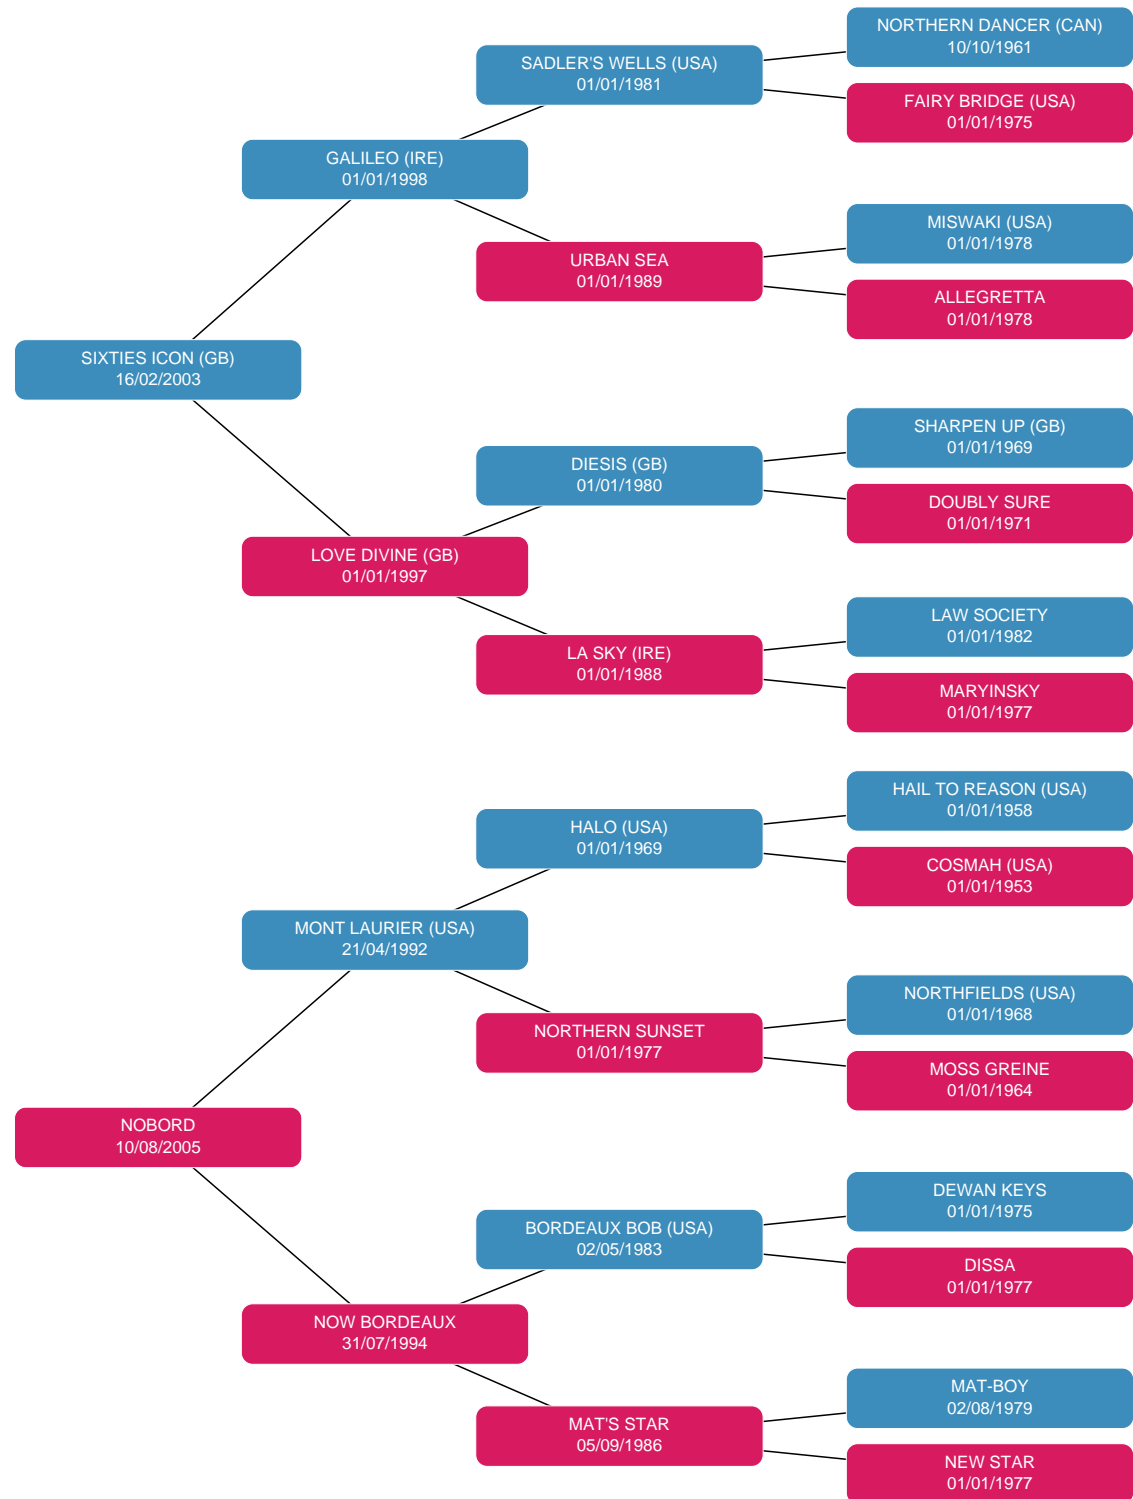 NORTHERN DANCER (CAN)
10/10/1961
SADLER'S WELLS (USA)
01/01/1981
FAIRY BRIDGE (USA)
01/01/1975
GALILEO (IRE)
01/01/1998
MISWAKI (USA)
01/01/1978
URBAN SEA
01/01/1989
ALLEGRETTA
01/01/1978
SIXTIES ICON (GB)
16/02/2003
SHARPEN UP (GB)
01/01/1969
DIESIS (GB)
01/01/1980
DOUBLY SURE
01/01/1971
LOVE DIVINE (GB)
01/01/1997
LAW SOCIETY
01/01/1982
LA SKY (IRE)
01/01/1988
MARYINSKY
01/01/1977
HAIL TO REASON (USA)
01/01/1958
HALO (USA)
01/01/1969
COSMAH (USA)
01/01/1953
MONT LAURIER (USA)
21/04/1992
NORTHFIELDS (USA)
01/01/1968
NORTHERN SUNSET
01/01/1977
MOSS GREINE
01/01/1964
NOBORD
10/08/2005
DEWAN KEYS
01/01/1975
BORDEAUX BOB (USA)
02/05/1983
DISSA
01/01/1977
NOW BORDEAUX
31/07/1994
MAT-BOY
02/08/1979
MAT'S STAR
05/09/1986
NEW STAR
01/01/1977